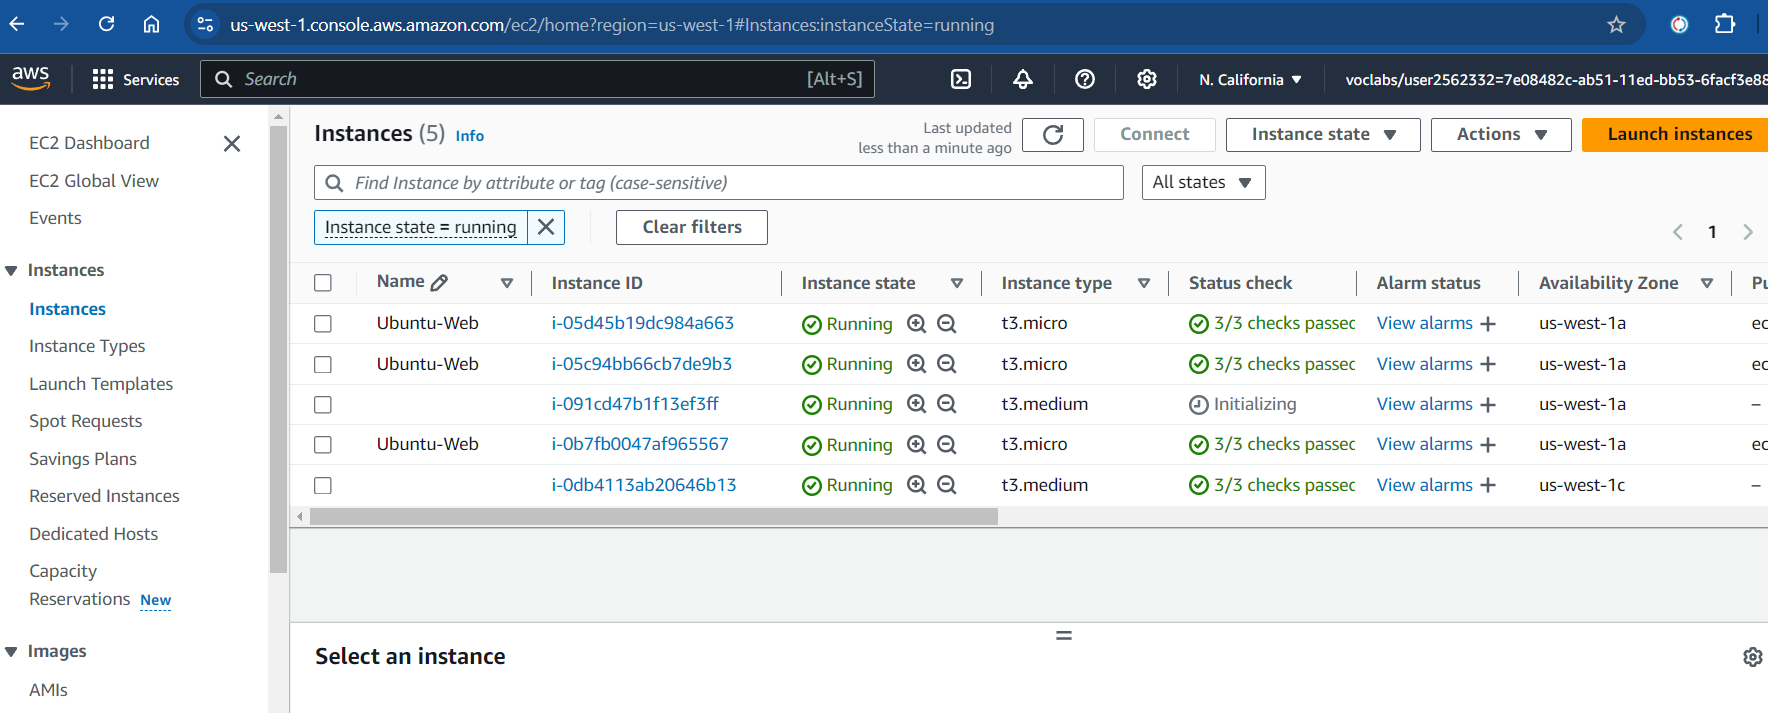 us-west-1.console.aws.amazon.com/ec2/home?region=us-west-1#Instances:instanceState=running
aws Services Search [Alt+S] N. California voclabs/user2562332=7e08482c-ab51-11ed-bb53-6facf3e88
EC2 Dashboard
EC2 Global View
Events
Instances
Instances
Instance Types
Launch Templates
Spot Requests
Savings Plans
Reserved Instances
Dedicated Hosts
Capacity
Reservations New
Images
AMIs
Instances (5) Info
Last updated
less than a minute ago
Connect Instance state Actions Launch instances
Find Instance by attribute or tag (case-sensitive) All states
Instance state = running Clear filters
1
Name Instance ID Instance state Instance type Status check Alarm status Availability Zone Pu
Ubuntu-Web i-05d45b19dc984a663 Running t3.micro 3/3 checks passed View alarms + us-west-1a ec
Ubuntu-Web i-05c94bb66cb7de9b3 Running t3.micro 3/3 checks passed View alarms + us-west-1a ec
i-091cd47b1f13ef3ff Running t3.medium Initializing View alarms + us-west-1a –
Ubuntu-Web i-0b7fb0047af965567 Running t3.micro 3/3 checks passed View alarms + us-west-1a ec
i-0db4113ab20646b13 Running t3.medium 3/3 checks passed View alarms + us-west-1c –
Select an instance